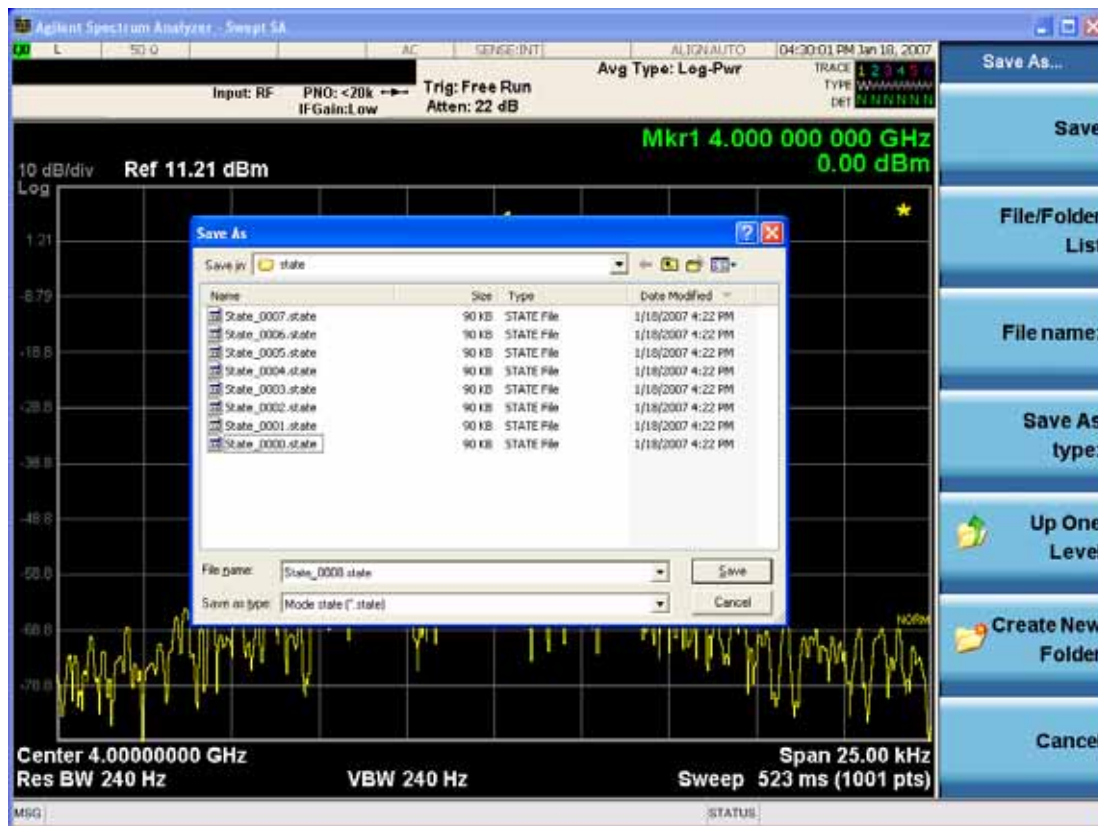 Agilent Spectrum Analyzer - Swept SA
L 50 Ω AC SENSE:INT ALIGNAUTO 04:30:01 PM Jan 18, 2007
Input: RF PNO: <20k Trig: Free Run Avg Type: Log-Pwr TRACE 1 2 3 4 5 6
IFGain:Low Atten: 22 dB TYPE
DET N N N N N N
Mkr1 4.000 000 000 GHz
0.00 dBm
10 dB/div Ref 11.21 dBm
Log
1.21
-8.79
-18.8
-28.8
-38.8
-48.8
-58.8
-68.8
-78.8
Save As
Save in: state
Name Size Type Date Modified
State_0007.state 90 KB STATE File 1/18/2007 4:22 PM
State_0006.state 90 KB STATE File 1/18/2007 4:22 PM
State_0005.state 90 KB STATE File 1/18/2007 4:22 PM
State_0004.state 90 KB STATE File 1/18/2007 4:22 PM
State_0003.state 90 KB STATE File 1/18/2007 4:22 PM
State_0002.state 90 KB STATE File 1/18/2007 4:22 PM
State_0001.state 90 KB STATE File 1/18/2007 4:22 PM
State_0000.state 90 KB STATE File 1/18/2007 4:22 PM
File name: State_0008.state Save
Save as type: Mode state (*.state) Cancel
NORM
Center 4.00000000 GHz Span 25.00 kHz
Res BW 240 Hz VBW 240 Hz Sweep 523 ms (1001 pts)
MSG STATUS
Save As...
Save
File/Folder
List
File name:
Save As
type:
Up One
Level
Create New
Folder
Cancel